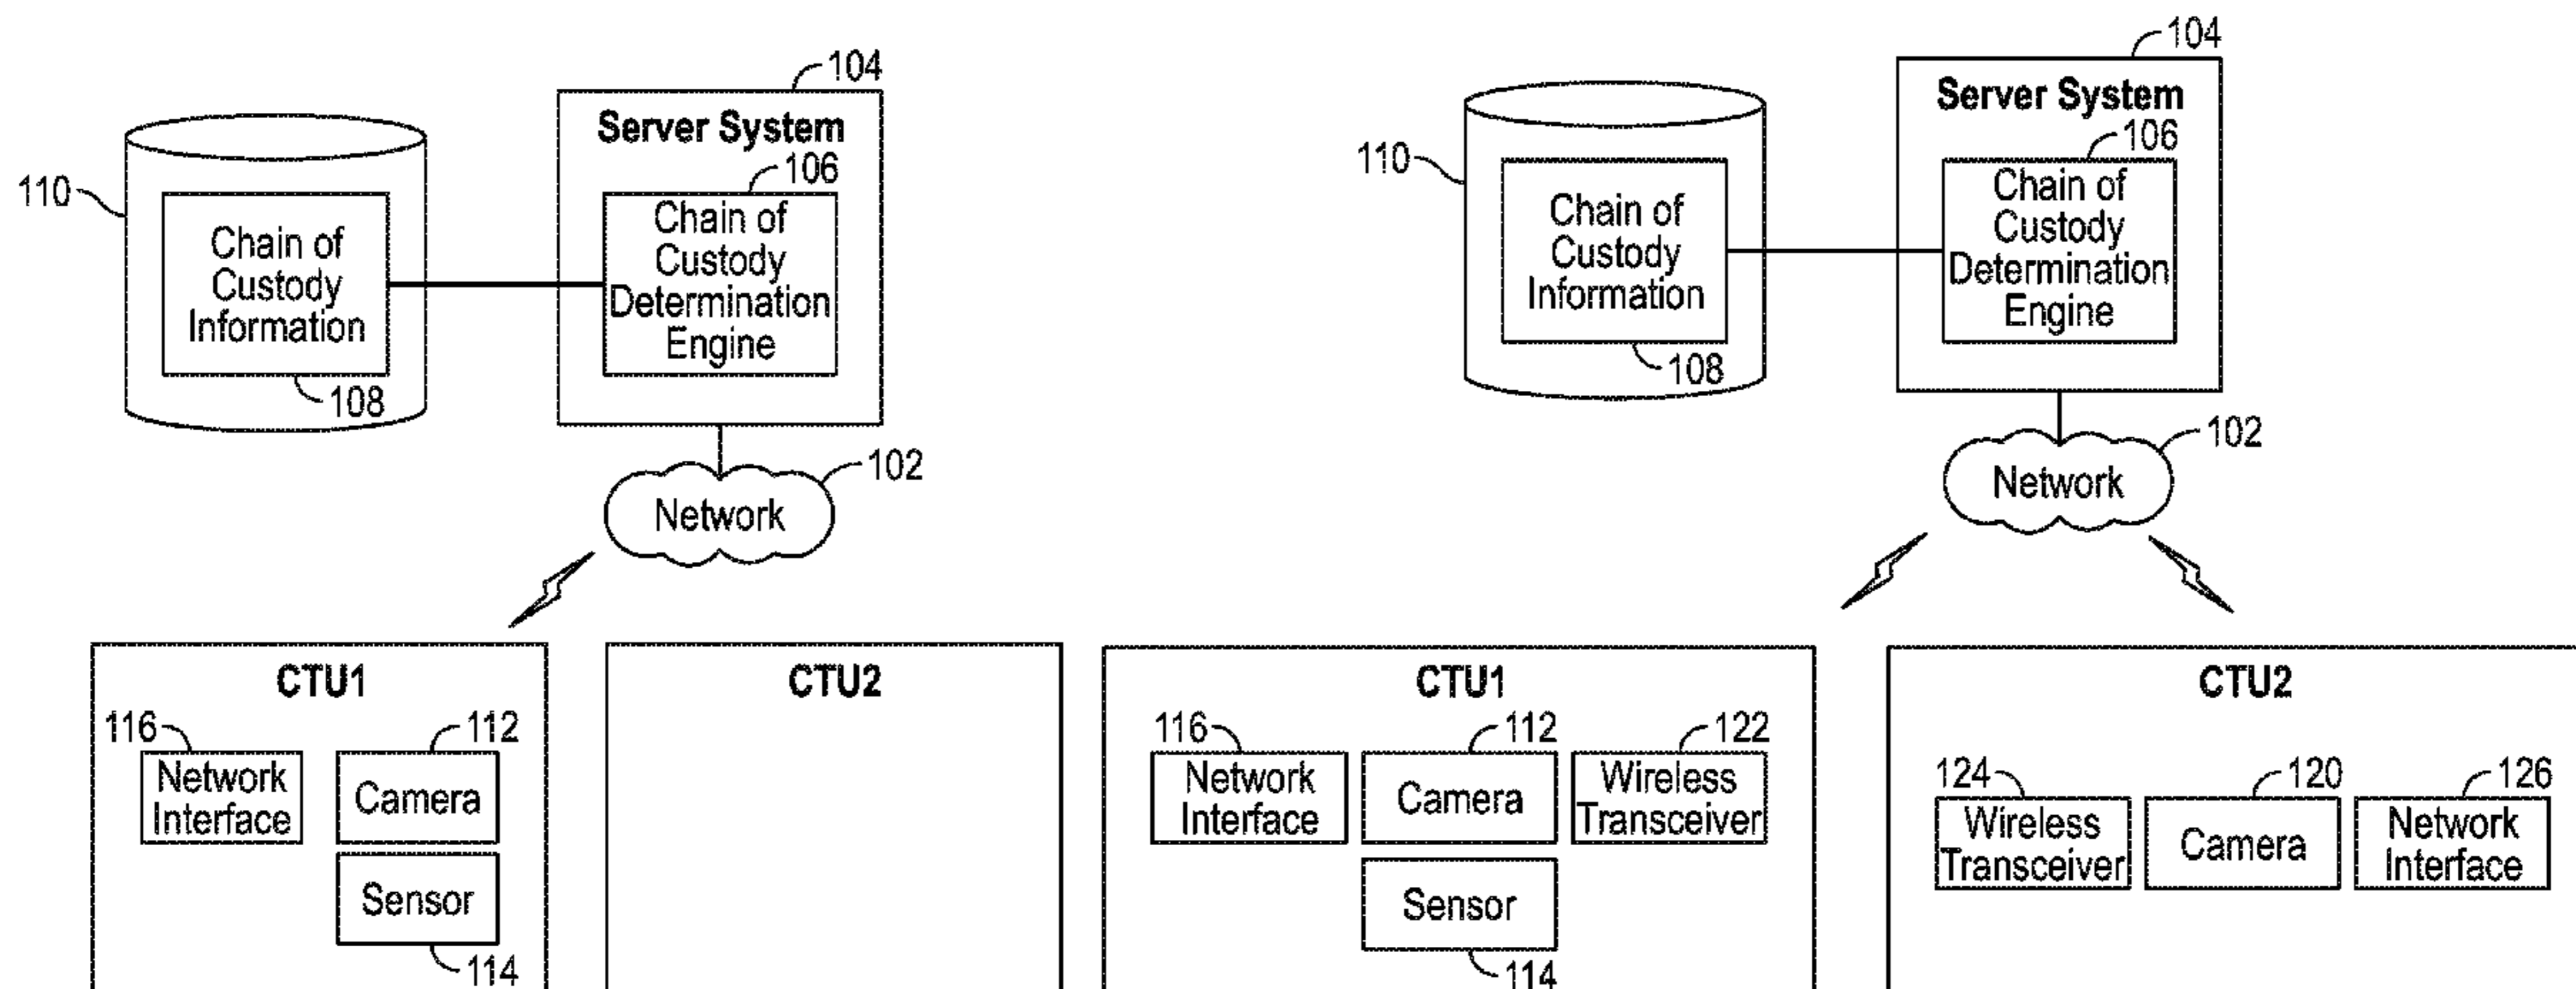 104
Server System
106
110
Chain of
Custody
Information
Chain of
Custody
Determination
Engine
108
102
Network
CTU1
116
112
Network
Interface
Camera
Sensor
114
CTU2
104
Server System
106
110
Chain of
Custody
Information
Chain of
Custody
Determination
Engine
108
102
Network
CTU1
116
112
122
Network
Interface
Camera
Wireless
Transceiver
Sensor
114
CTU2
124
120
126
Wireless
Transceiver
Camera
Network
Interface